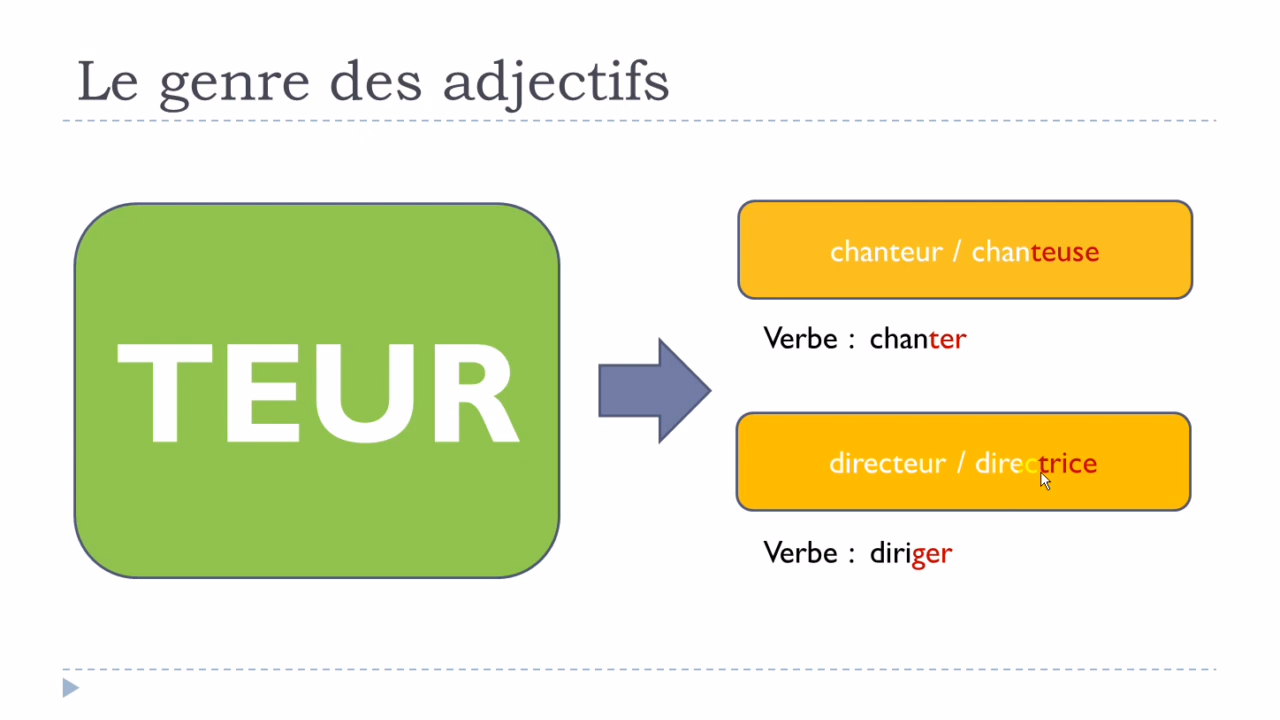 Le genre des adjectifs
TEUR
chanteur / chanteuse
Verbe : chanter
directeur / directrice
Verbe : diriger